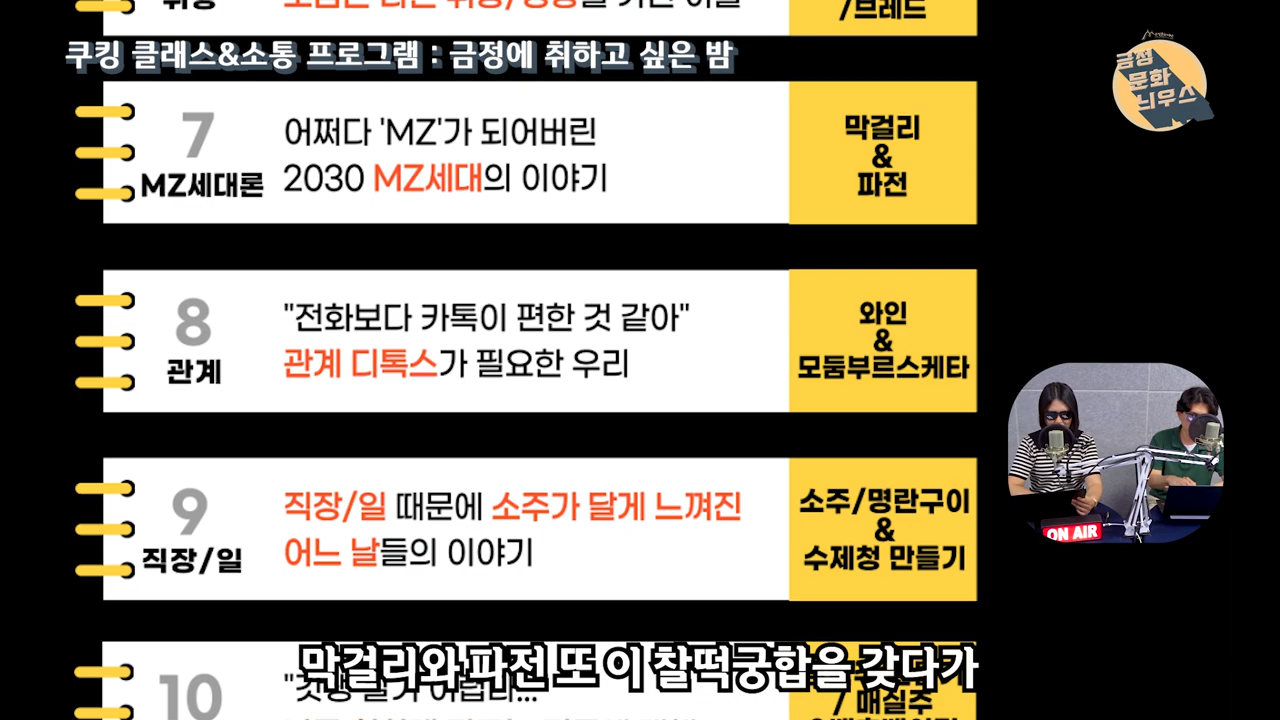 /브레드
쿠킹 클래스&소통 프로그램 : 금정에 취하고 싶은 밤
금정
문화
늬우스
7
MZ세대론
어쩌다 'MZ'가 되어버린
2030 MZ세대의 이야기
막걸리
&
파전
8
관계
"전화보다 카톡이 편한 것 같아"
관계 디톡스가 필요한 우리
와인
&
모둠부르스케타
9
직장/일
직장/일 때문에 소주가 달게 느껴진
어느 날들의 이야기
소주/명란구이
&
수제청 만들기
ON AIR
10
/ 매실주
막걸리와 파전 또 이 찰떡궁합을 갖다가